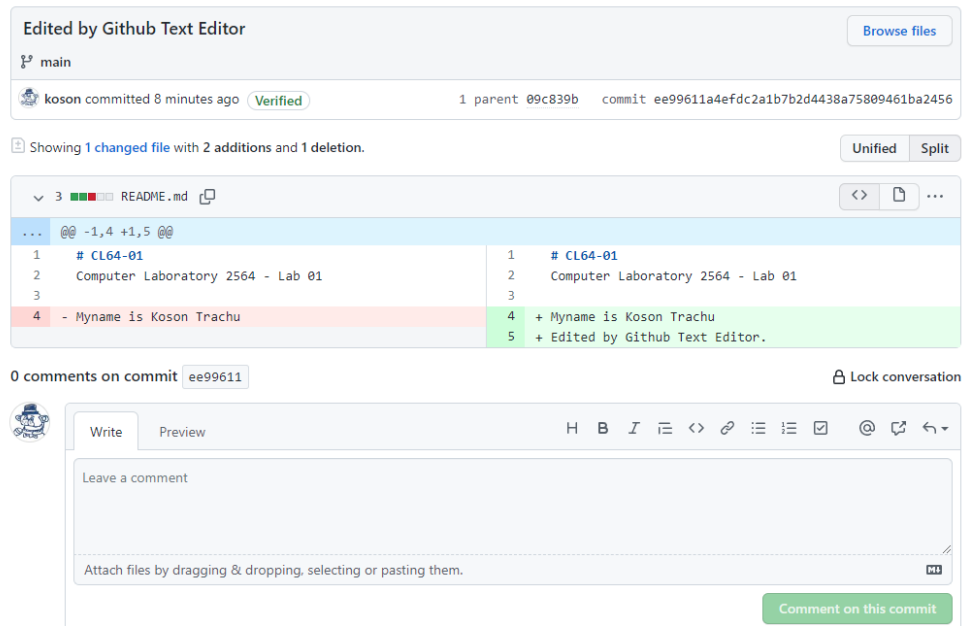 Edited by Github Text Editor
Browse files
main
koson committed 8 minutes ago Verified 1 parent 09c839b commit ee99611a4efdc2a1b7b2d4438a75809461ba2456
Showing 1 changed file with 2 additions and 1 deletion.
Unified Split
3 README.md
... @@ -1,4 +1,5 @@
1 # CL64-01 1 # CL64-01
2 Computer Laboratory 2564 - Lab 01 2 Computer Laboratory 2564 - Lab 01
3 3
4 - Myname is Koson Trachu 4 + Myname is Koson Trachu
5 + Edited by Github Text Editor.
0 comments on commit ee99611 Lock conversation
Write Preview
Leave a comment
Attach files by dragging & dropping, selecting or pasting them.
Comment on this commit